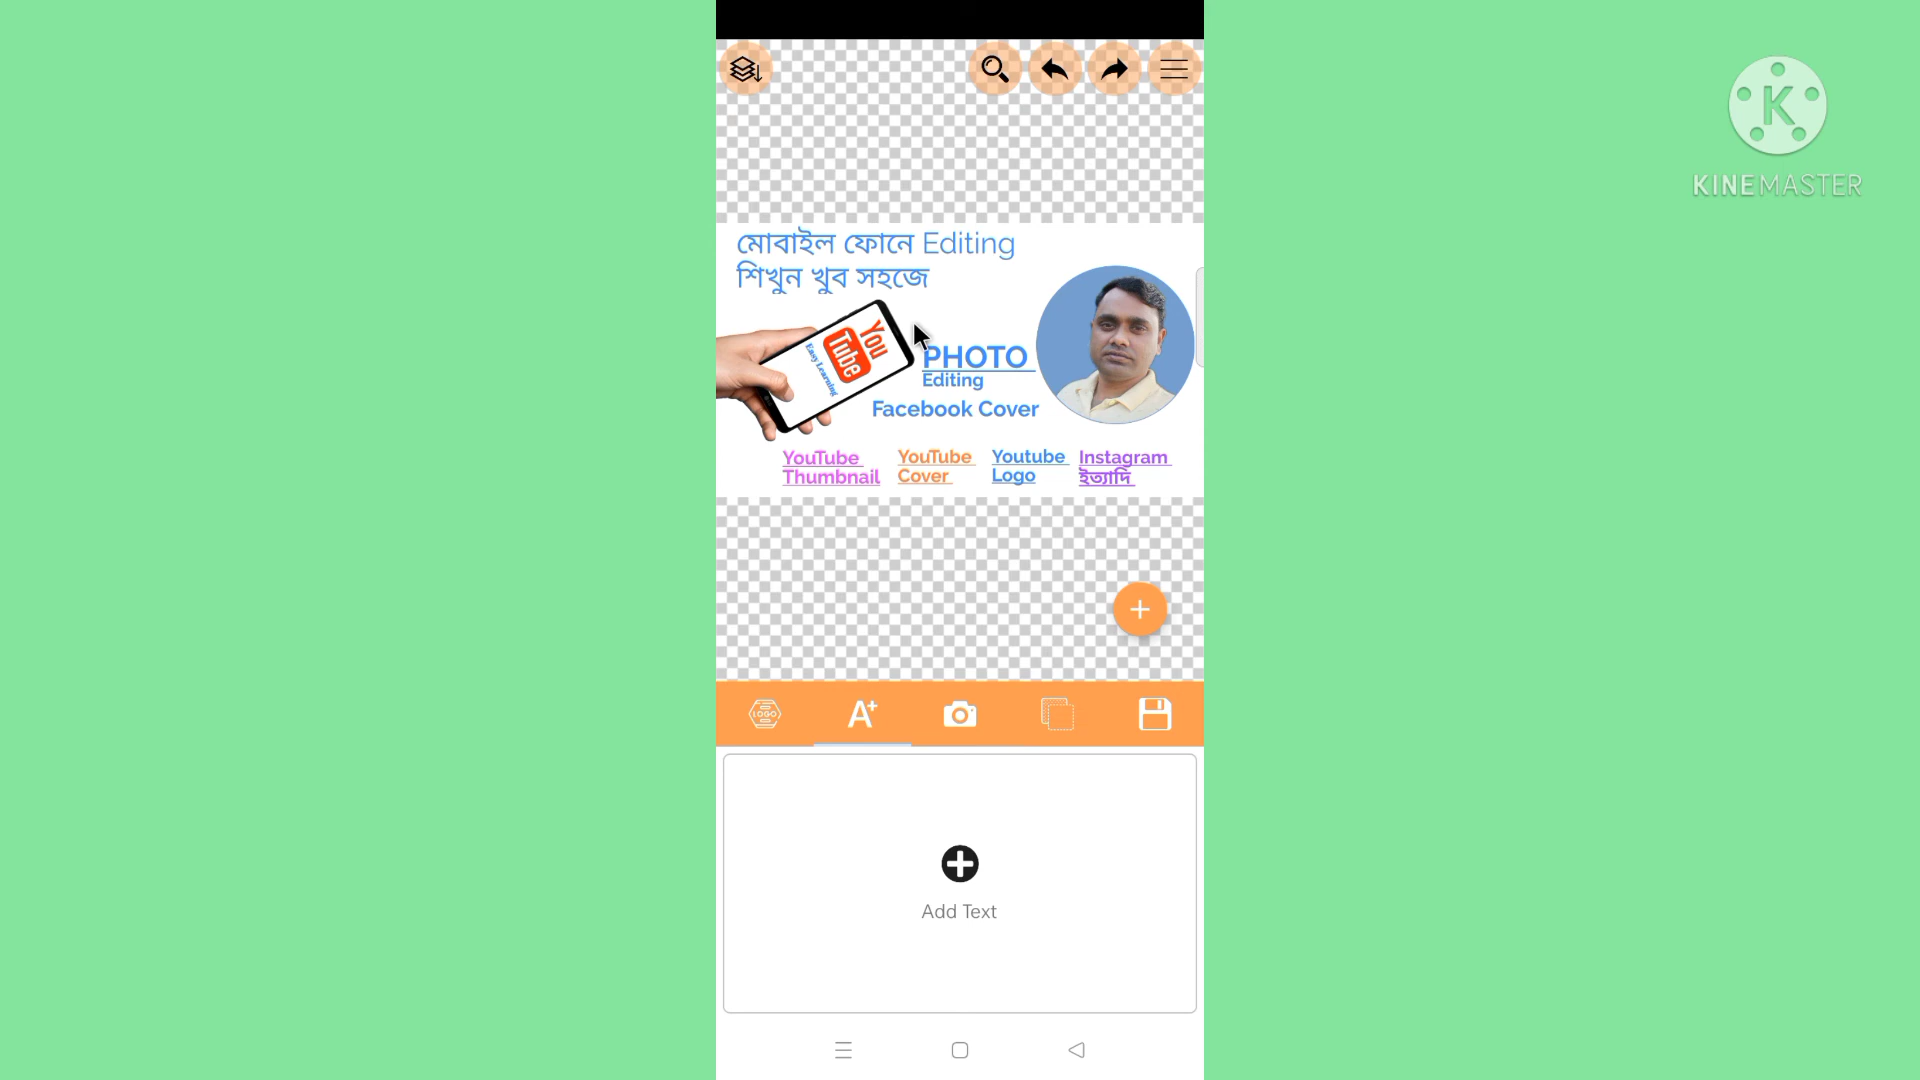 K
KINEMASTER
মোবাইল ফোনে Editing
শিখুন খুব সহজে
You
Tube
Easy Learning
PHOTO
Editing
Facebook Cover
YouTube
Thumbnail
YouTube
Cover
Youtube
Logo
Instagram
ইত্যাদি
LOGO
A+
Add Text